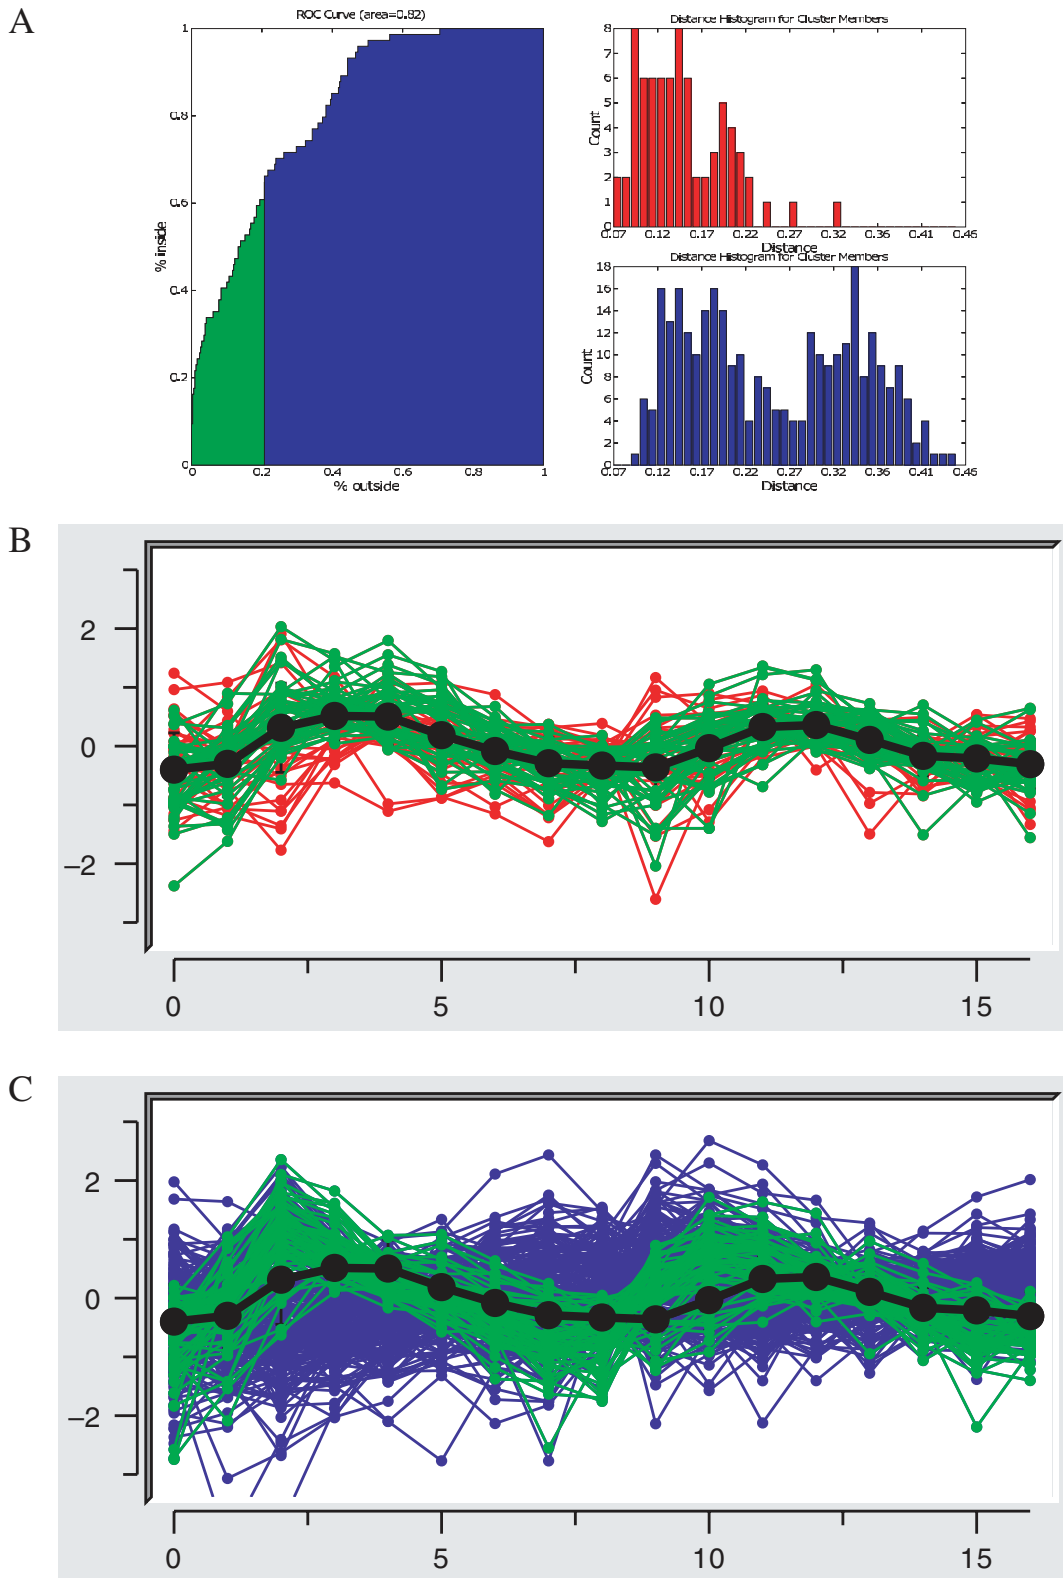 A
ROC Curve (area=0.82)
1
0.8
0.6
0.4
0.2
0
% inside
0 0.2 0.4 0.6 0.8 1
% outside
Distance Histogram for Cluster Members
8
7
6
5
4
3
2
1
0
Count
0.07 0.12 0.17 0.22 0.27 0.32 0.36 0.41 0.46
Distance
Distance Histogram for Cluster Members
18
16
14
12
10
8
6
4
2
0
Count
0.07 0.12 0.17 0.22 0.27 0.32 0.36 0.41 0.46
Distance
B
2
0
−2
0 5 10 15
C
2
0
−2
0 5 10 15